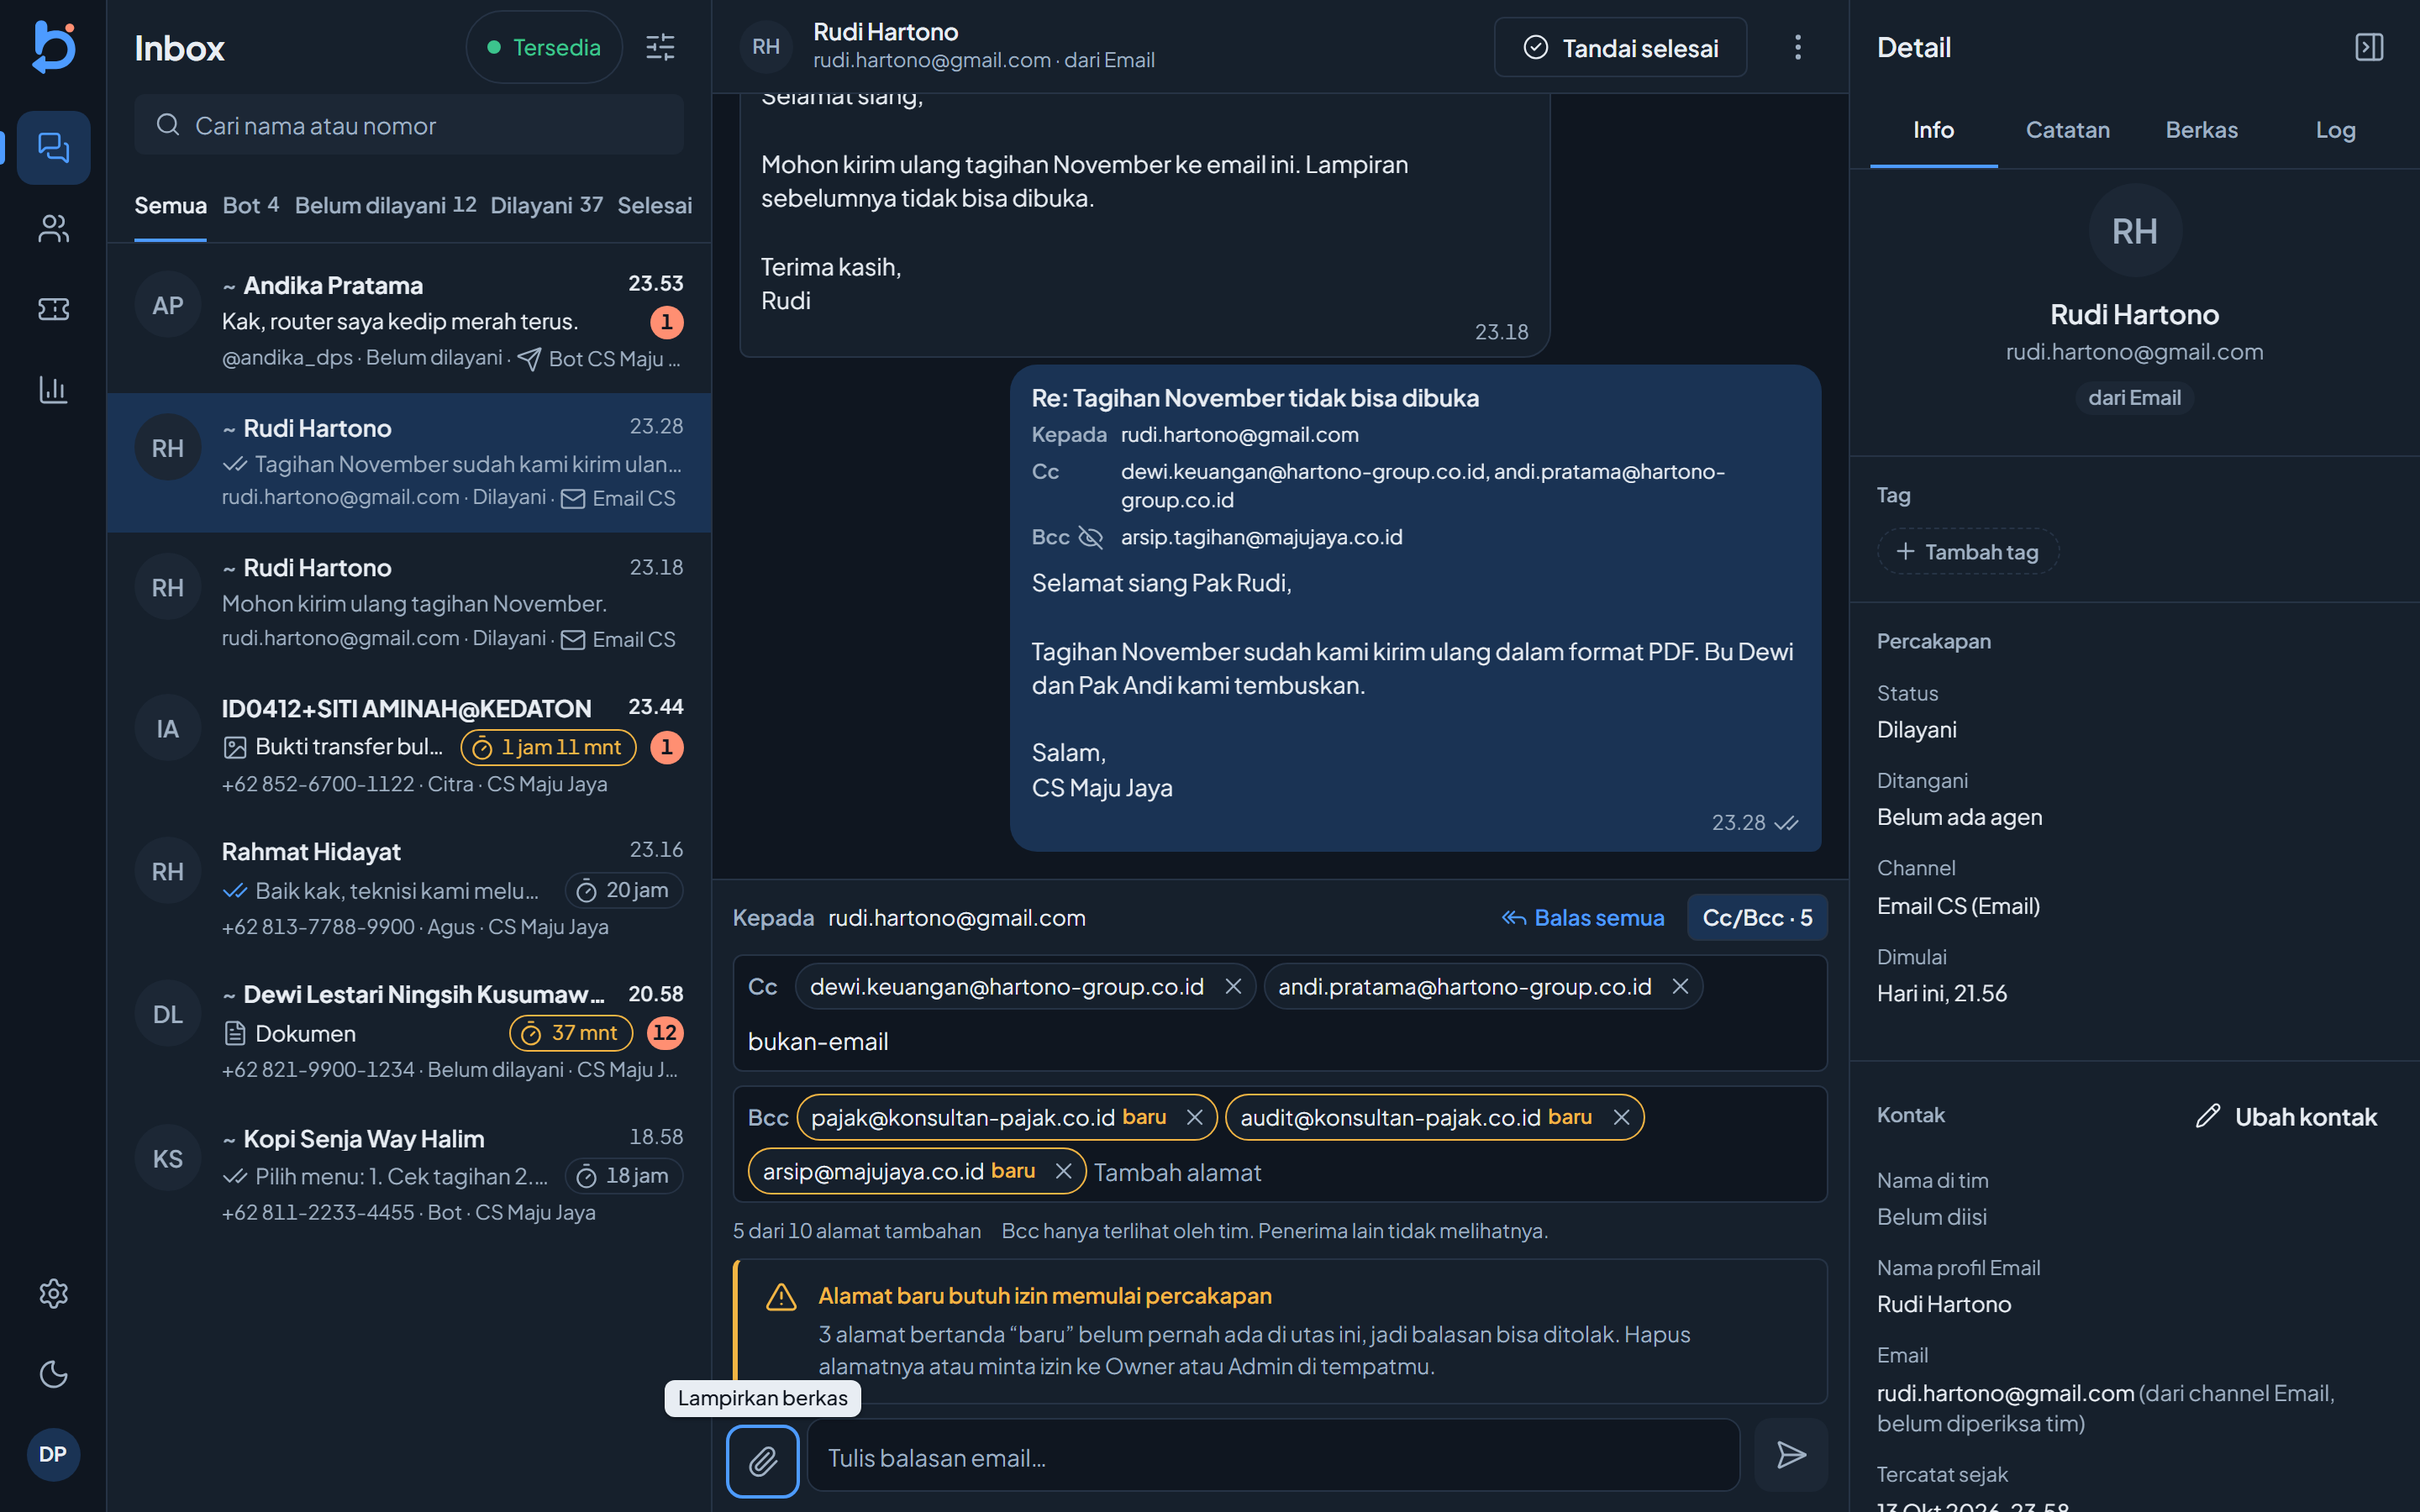 Inbox
Tersedia
Cari nama atau nomor
Semua
Bot 4
Belum dilayani 12
Dilayani 37
Selesai
AP
~ Andika Pratama
23.53
Kak, router saya kedip merah terus.
1
@andika_dps · Belum dilayani · Bot CS Maju ...
RH
~ Rudi Hartono
23.28
Tagihan November sudah kami kirim ulan...
rudi.hartono@gmail.com · Dilayani · Email CS
RH
~ Rudi Hartono
23.18
Mohon kirim ulang tagihan November.
rudi.hartono@gmail.com · Dilayani · Email CS
IA
ID0412+SITI AMINAH@KEDATON
23.44
Bukti transfer bul...
1 jam 11 mnt
1
+62 852-6700-1122 · Citra · CS Maju Jaya
RH
Rahmat Hidayat
23.16
Baik kak, teknisi kami melu...
20 jam
+62 813-7788-9900 · Agus · CS Maju Jaya
DL
~ Dewi Lestari Ningsih Kusumaw...
20.58
Dokumen
37 mnt
12
+62 821-9900-1234 · Belum dilayani · CS Maju J...
KS
~ Kopi Senja Way Halim
18.58
Pilih menu: 1. Cek tagihan 2....
18 jam
+62 811-2233-4455 · Bot · CS Maju Jaya
DP
RH
Rudi Hartono
rudi.hartono@gmail.com · dari Email
Tandai selesai
Selamat siang,
Mohon kirim ulang tagihan November ke email ini. Lampiran
sebelumnya tidak bisa dibuka.
Terima kasih,
Rudi
23.18
Re: Tagihan November tidak bisa dibuka
Kepada rudi.hartono@gmail.com
Cc dewi.keuangan@hartono-group.co.id, andi.pratama@hartono-
group.co.id
Bcc arsip.tagihan@majujaya.co.id
Selamat siang Pak Rudi,
Tagihan November sudah kami kirim ulang dalam format PDF. Bu Dewi
dan Pak Andi kami tembuskan.
Salam,
CS Maju Jaya
23.28
Kepada rudi.hartono@gmail.com
Balas semua
Cc/Bcc · 5
Cc dewi.keuangan@hartono-group.co.id andi.pratama@hartono-group.co.id
bukan-email
Bcc pajak@konsultan-pajak.co.id baru audit@konsultan-pajak.co.id baru
arsip@majujaya.co.id baru Tambah alamat
5 dari 10 alamat tambahan Bcc hanya terlihat oleh tim. Penerima lain tidak melihatnya.
Alamat baru butuh izin memulai percakapan
3 alamat bertanda “baru” belum pernah ada di utas ini, jadi balasan bisa ditolak. Hapus
alamatnya atau minta izin ke Owner atau Admin di tempatmu.
Lampirkan berkas
Tulis balasan email...
Detail
Info
Catatan
Berkas
Log
RH
Rudi Hartono
rudi.hartono@gmail.com
dari Email
Tag
Tambah tag
Percakapan
Status
Dilayani
Ditangani
Belum ada agen
Channel
Email CS (Email)
Dimulai
Hari ini, 21.56
Kontak
Ubah kontak
Nama di tim
Belum diisi
Nama profil Email
Rudi Hartono
Email
rudi.hartono@gmail.com (dari channel Email,
belum diperiksa tim)
Tercatat sejak
13 Okt 2026, 23.58